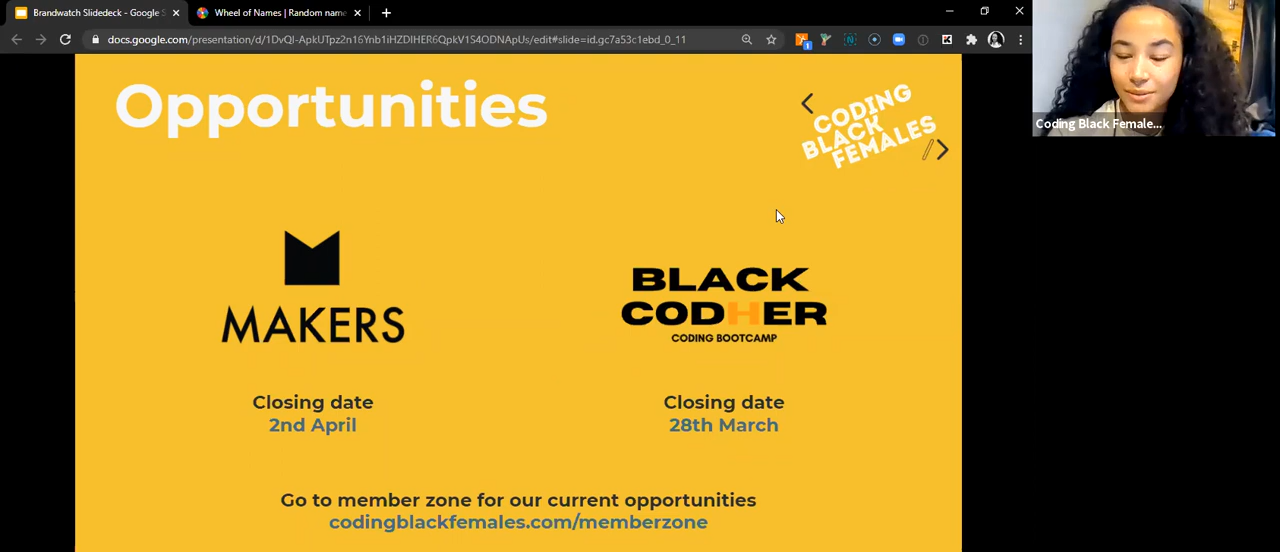 Brandwatch Slidedeck - Google S
Wheel of Names | Random name
docs.google.com/presentation/d/1DvQI-ApkUTpz2n16Ynb1iHZDIHER6QpkV1S4ODNApUs/edit#slide=id.gc7a53c1ebd_0_11
Opportunities
CODING
BLACK
FEMALES
Coding Black Female...
MAKERS
BLACK
CODHER
CODING BOOTCAMP
Closing date
2nd April
Closing date
28th March
Go to member zone for our current opportunities
codingblackfemales.com/memberzone